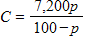 C = 7,200p / 100 − p